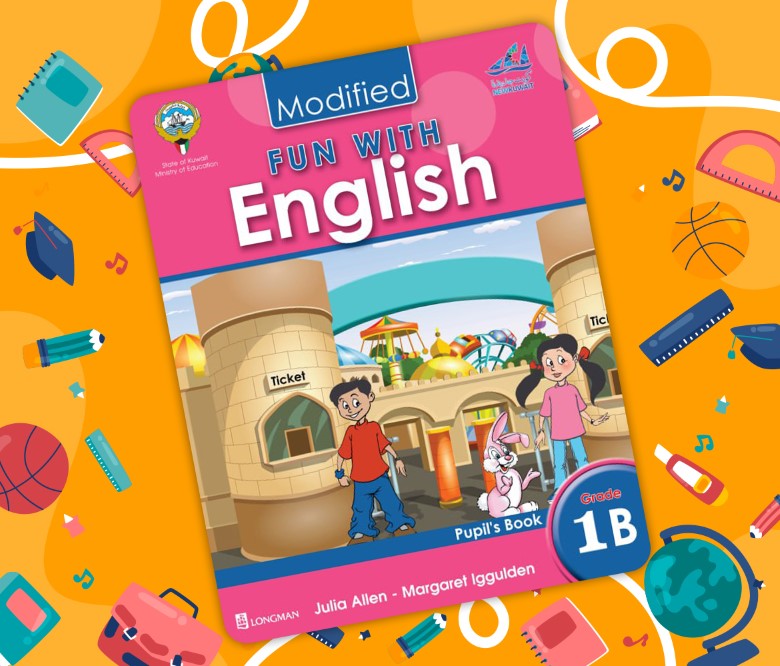 Modified
State of Kuwait
Ministry of Education
NEWKUWAIT
FUN WITH
English
Ticket
Tic
Pupil's Book
Grade
1B
LONGMAN
Julia Allen - Margaret Iggulden